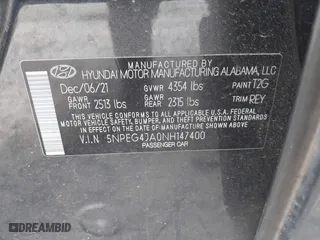 MANUFACTURED BY
HYUNDAI MOTOR MANUFACTURING ALABAMA, LLC
Dec/06/21 GVWR 4354 lbs PAINT T2G
GAWR FRONT 2513 lbs GAWR REAR 2315 lbs TRIM REY
THIS VEHICLE CONFORMS TO ALL APPLICABLE U.S. FEDERAL
MOTOR VEHICLE SAFETY, BUMPER, AND THEFT PREVENTION
STANDARDS IN EFFECT ON THE DATE OF MANUFACTURE
SHOWN ABOVE.
V.I.N 5NPEG4JA0NH147400
PASSENGER CAR
DREAMBID